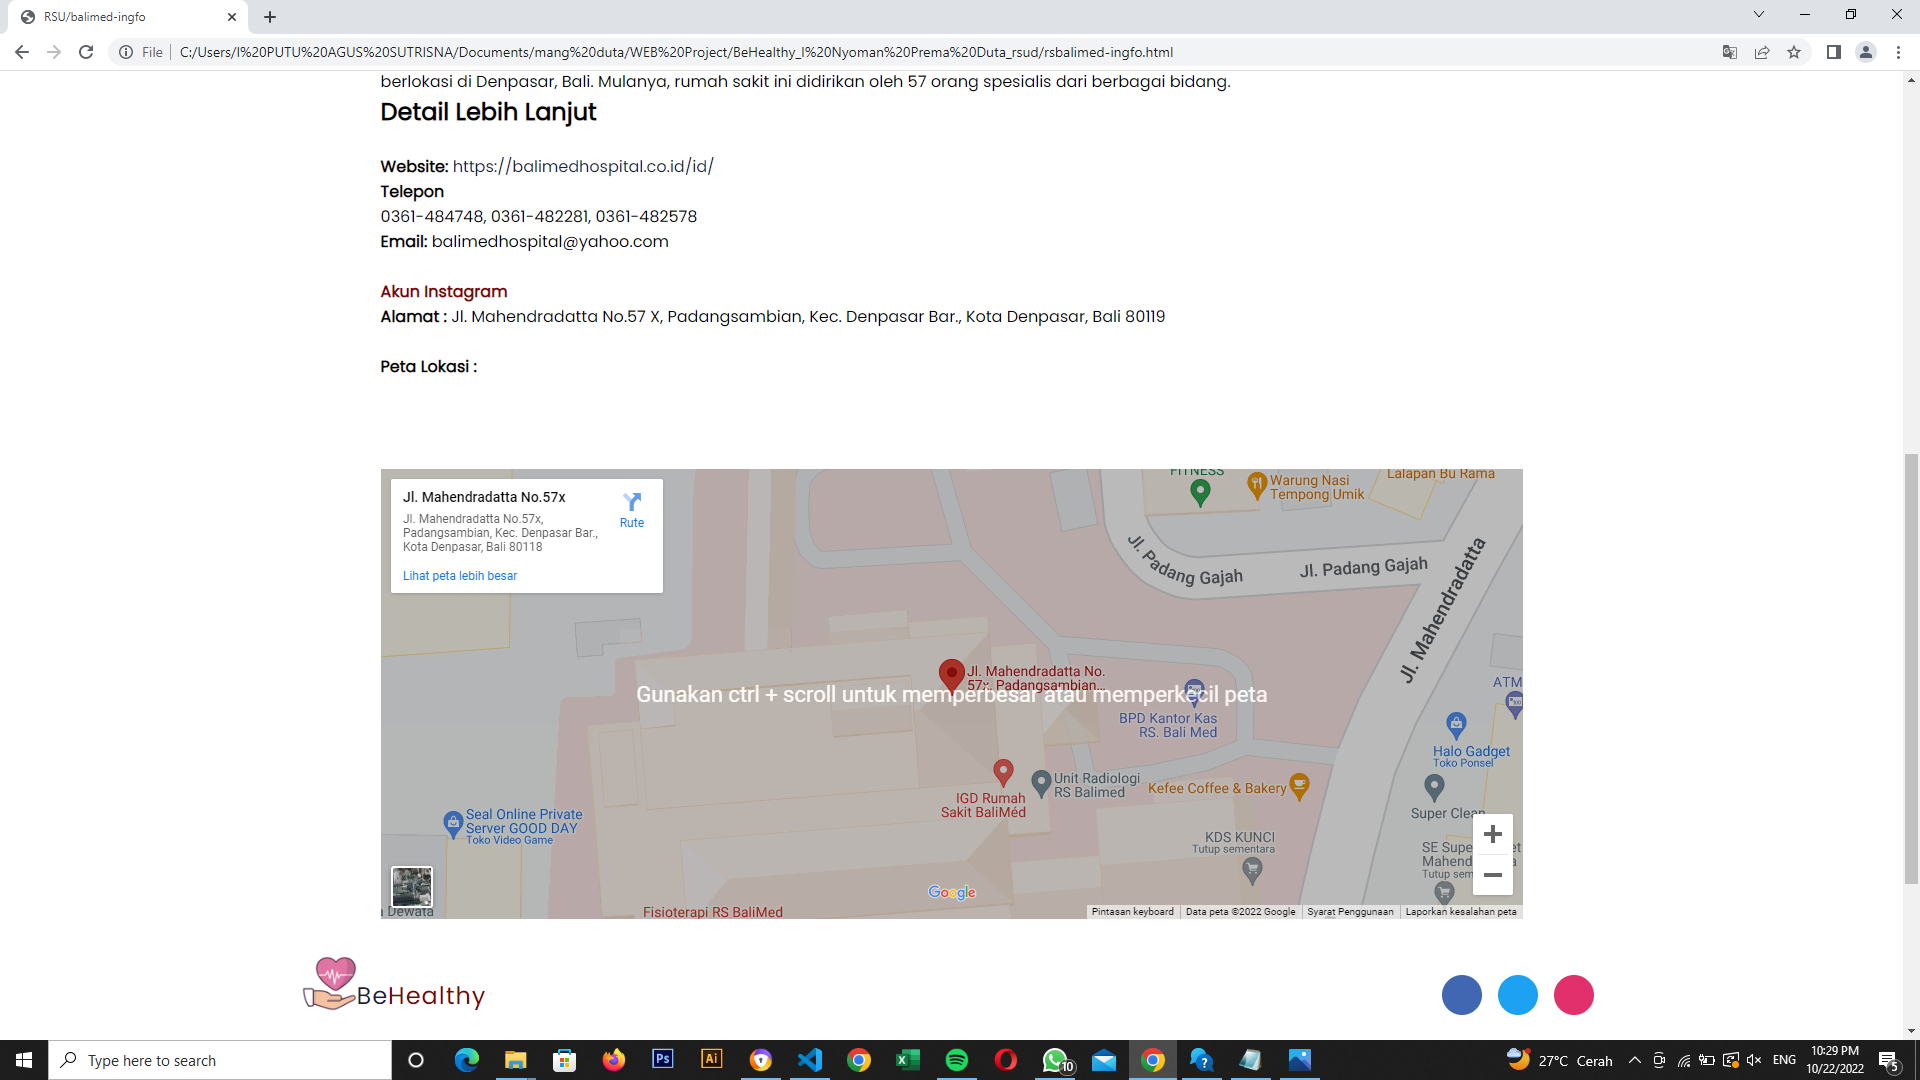 RSU/balimed-ingfo
File
C:/Users/I%20PUTU%20AGUS%20SUTRISNA/Documents/mang%20duta/WEB%20Project/BeHealthy_I%20Nyoman%20Prema%20Duta_rsud/rsbalimed-ingfo.html
berlokasi di Denpasar, Bali. Mulanya, rumah sakit ini didirikan oleh 57 orang spesialis dari berbagai bidang.
Detail Lebih Lanjut
Website: https://balimedhospital.co.id/id/
Telepon
0361-484748, 0361-482281, 0361-482578
Email: balimedhospital@yahoo.com
Akun Instagram
Alamat : Jl. Mahendradatta No.57 X, Padangsambian, Kec. Denpasar Bar., Kota Denpasar, Bali 80119
Peta Lokasi :
Jl. Mahendradatta No.57x
Jl. Mahendradatta No.57x,
Padangsambian, Kec. Denpasar Bar.,
Kota Denpasar, Bali 80118
Rute
Lihat peta lebih besar
FITNESS
Warung Nasi
Tempong Umik
Lalapan Bu Rama
Jl. Padang Gajah
Jl. Padang Gajah
Jl. Mahendradatta
Jl. Mahendradatta No.
57x, Padangsambian...
Gunakan ctrl + scroll untuk memperbesar atau memperkecil peta
ATM
BPD Kantor Kas
RS. Bali Med
Halo Gadget
Toko Ponsel
IGD Rumah
Sakit BaliMéd
Unit Radiologi
RS Balimed
Kefee Coffee & Bakery
Super Clean
Seal Online Private
Server GOOD DAY
Toko Video Game
KDS KUNCI
Tutup sementara
SE Supe
Mahend
Tutup sem
Dewata
Fisioterapi RS BaliMed
Google
Pintasan keyboard
Data peta ©2022 Google
Syarat Penggunaan
Laporkan kesalahan peta
BeHealthy
Type here to search
Ps
Ai
10
27°C Cerah
ENG
10:29 PM
10/22/2022
5